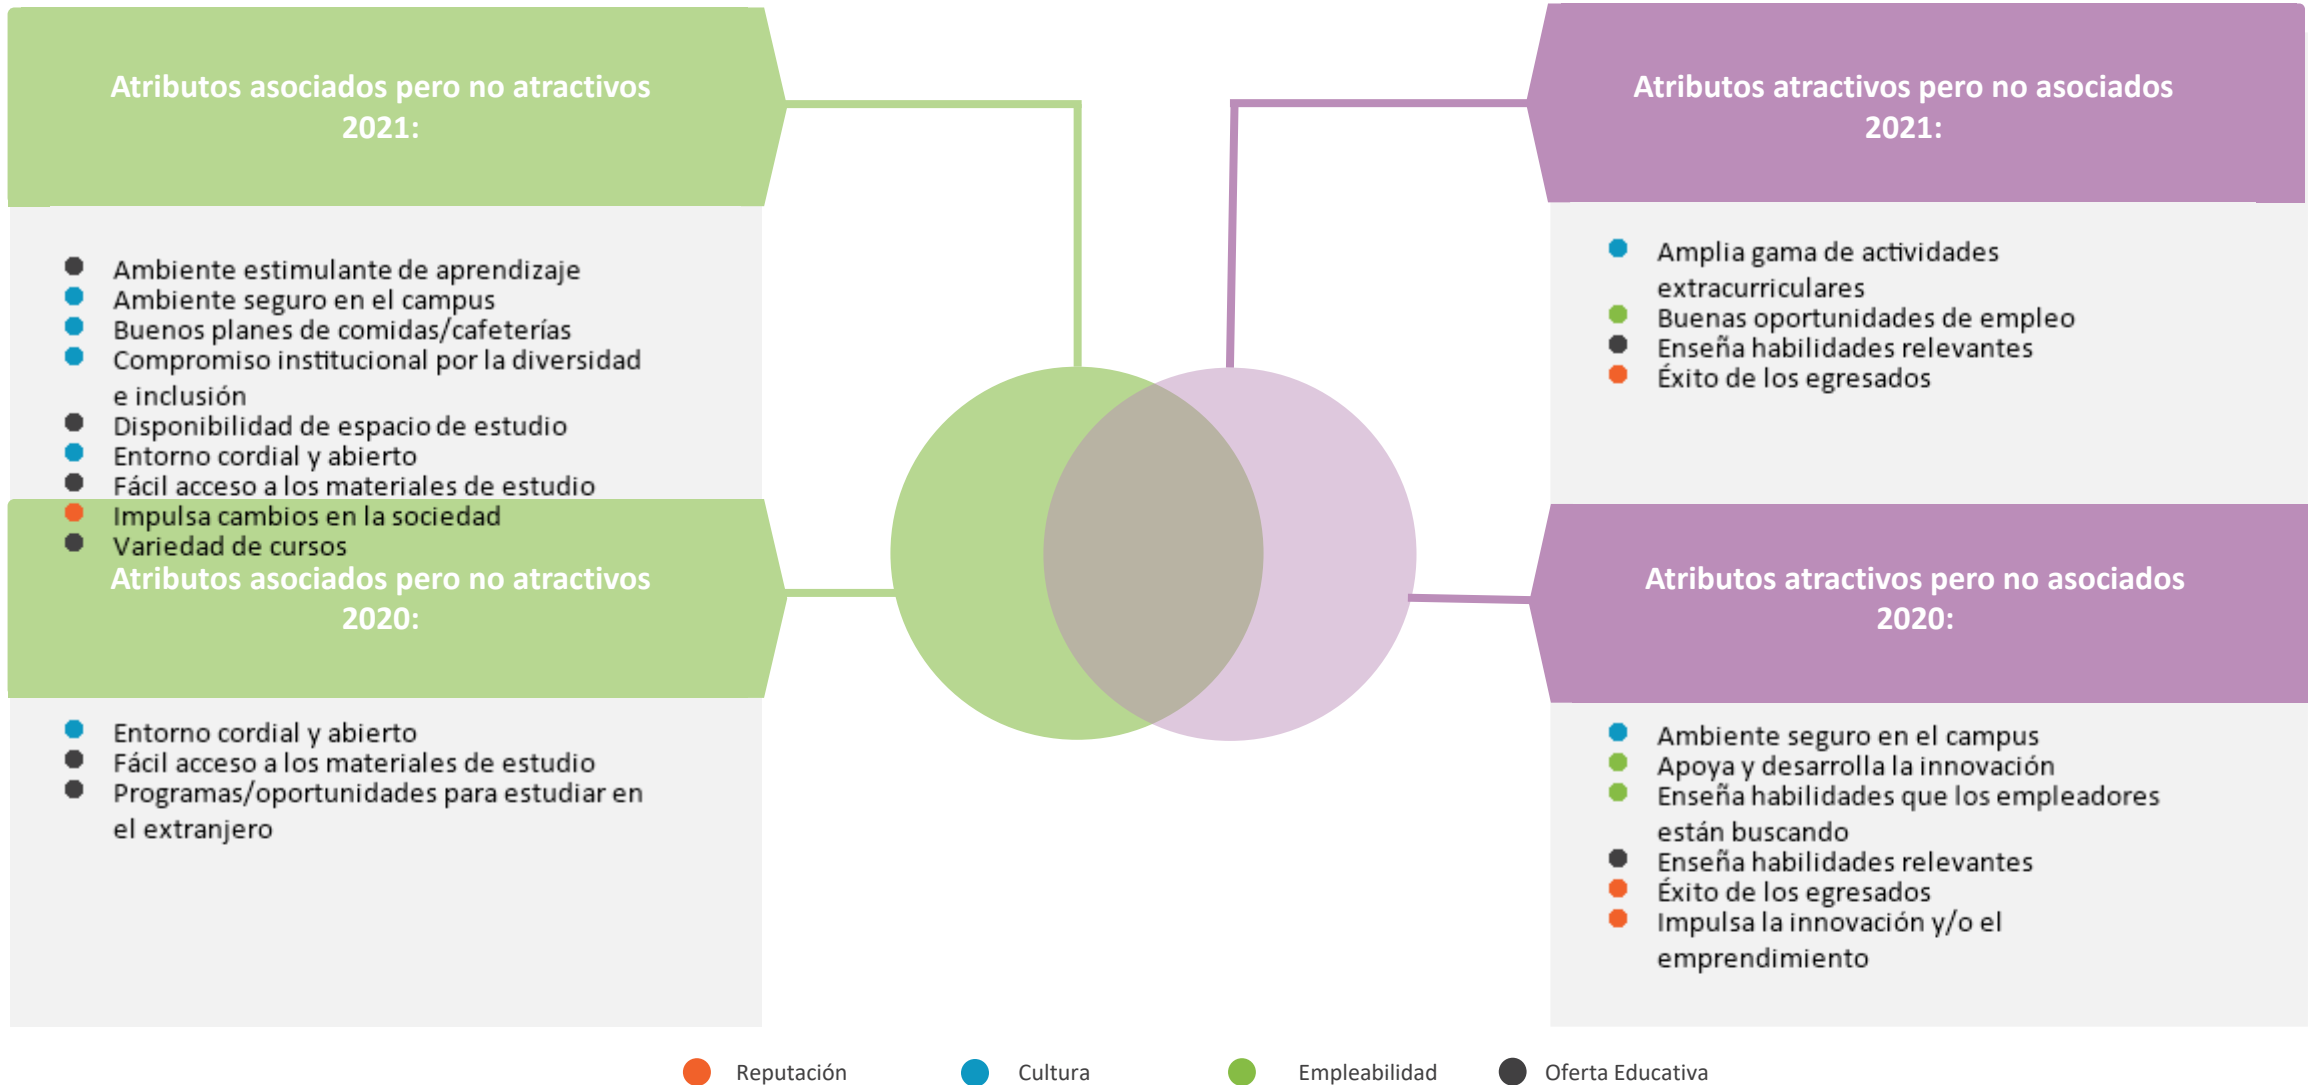 Atributos asociados pero no atractivos
2021:
Ambiente estimulante de aprendizaje
Ambiente seguro en el campus
Buenos planes de comidas/cafeterías
Compromiso institucional por la diversidad
e inclusión
Disponibilidad de espacio de estudio
Entorno cordial y abierto
Fácil acceso a los materiales de estudio
Impulsa cambios en la sociedad
Variedad de cursos
Atributos asociados pero no atractivos
2020:
Entorno cordial y abierto
Fácil acceso a los materiales de estudio
Programas/oportunidades para estudiar en
el extranjero
Atributos atractivos pero no asociados
2021:
Amplia gama de actividades
extracurriculares
Buenas oportunidades de empleo
Enseña habilidades relevantes
Éxito de los egresados
Atributos atractivos pero no asociados
2020:
Ambiente seguro en el campus
Apoya y desarrolla la innovación
Enseña habilidades que los empleadores
están buscando
Enseña habilidades relevantes
Éxito de los egresados
Impulsa la innovación y/o el
emprendimiento
Reputación
Cultura
Empleabilidad
Oferta Educativa